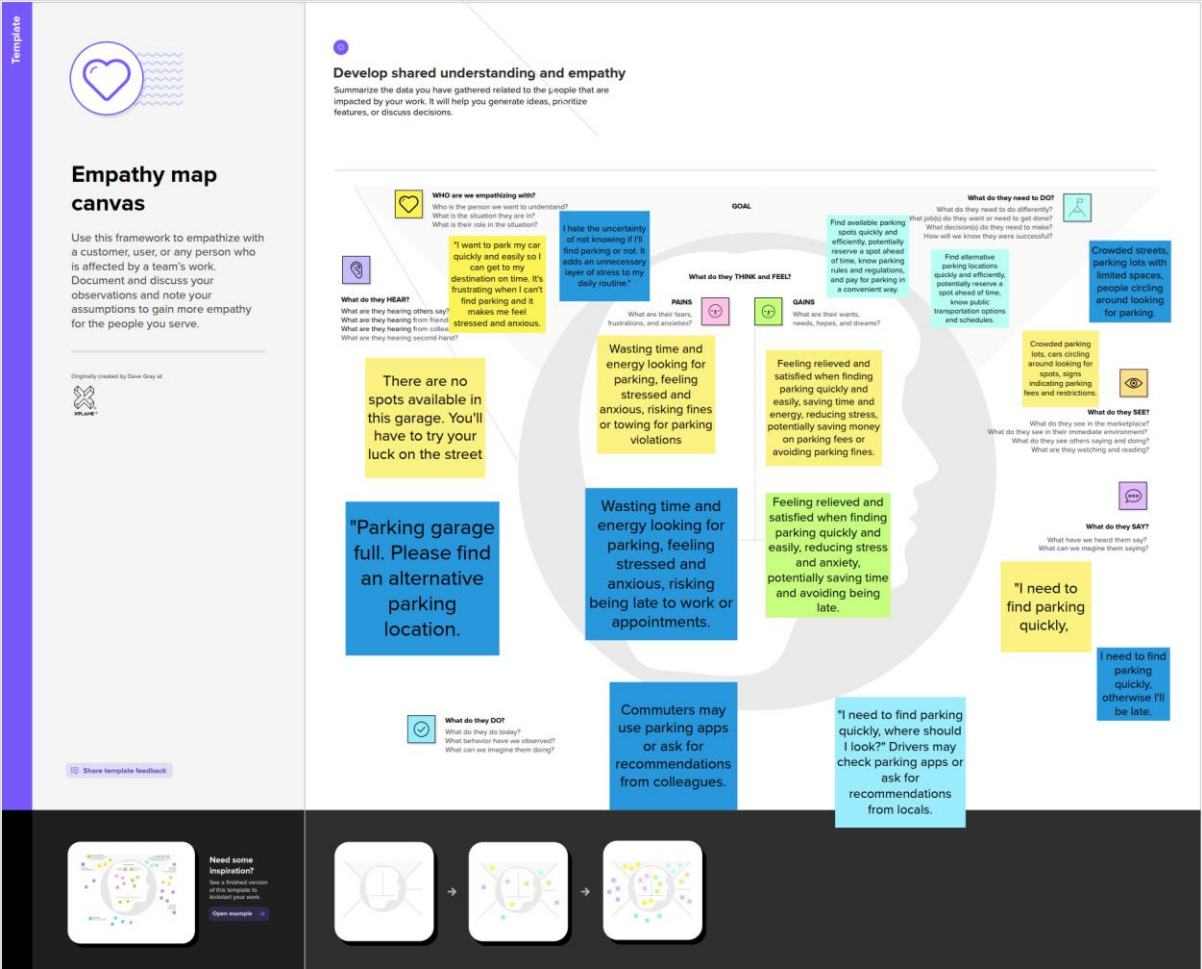 Template
Empathy map
canvas
Use this framework to empathize with
a customer, user, or any person who
is affected by a team's work.
Document and discuss your
observations and note your
assumptions to gain more empathy
for the people you serve.
Originally created by Dave Gray at
XPLANE
Share template feedback
Develop shared understanding and empathy
Summarize the data you have gathered related to the people that are
impacted by your work. It will help you generate ideas, prioritize
features, or discuss decisions.
WHO are we empathizing with?
Who is the person we want to understand?
What is the situation they are in?
What is their role in the situation?
"I want to park my car
quickly and easily so I
can get to my
destination on time. It's
frustrating when I can't
find parking and it
makes me feel
stressed and anxious.
I hate the uncertainty
of not knowing if I'll
find parking or not. It
adds an unnecessary
layer of stress to my
daily routine."
GOAL
What do they need to DO?
What do they need to do differently?
What job(s) do they want or need to get done?
What decision(s) do they need to make?
How will we know they were successful?
Find available parking
spots quickly and
efficiently, potentially
reserve a spot ahead
of time, know parking
rules and regulations,
and pay for parking in
a convenient way.
Find alternative
parking locations
quickly and efficiently,
potentially reserve a
spot ahead of time,
know public
transportation options
and schedules.
Crowded streets,
parking lots with
limited spaces,
people circling
around looking
for parking.
What do they HEAR?
What are they hearing others say?
What are they hearing from friend
What are they hearing from collea
What are they hearing second-hand?
There are no
spots available in
this garage. You'll
have to try your
luck on the street
"Parking garage
full. Please find
an alternative
parking
location.
What do they THINK and FEEL?
PAINS
What are their fears,
frustrations, and anxieties?
GAINS
What are their wants,
needs, hopes, and dreams?
Wasting time and
energy looking for
parking, feeling
stressed and
anxious, risking fines
or towing for parking
violations
Feeling relieved and
satisfied when finding
parking quickly and
easily, saving time and
energy, reducing stress,
potentially saving money
on parking fees or
avoiding parking fines.
Wasting time and
energy looking for
parking, feeling
stressed and
anxious, risking
being late to work or
appointments.
Feeling relieved and
satisfied when finding
parking quickly and
easily, reducing stress
and anxiety,
potentially saving time
and avoiding being
late.
Crowded parking
lots, cars circling
around looking for
spots, signs
indicating parking
fees and restrictions.
What do they SEE?
What do they see in the marketplace?
What do they see in their immediate environment?
What do they see others saying and doing?
What are they watching and reading?
What do they SAY?
What have we heard them say?
What can we magine them saying?
"I need to
find parking
quickly,
I need to find
parking
quickly,
otherwise I'll
be late.
What do they DO?
What do they do today?
What behavior have we observed?
What can we imagine them doing?
Commuters may
use parking apps
or ask for
recommendations
from colleagues.
"I need to find parking
quickly, where should
I look?" Drivers may
check parking apps or
ask for
recommendations
from locals.
Need some
inspiration?
See a finished version
of this template to
kickstart your work.
Open example